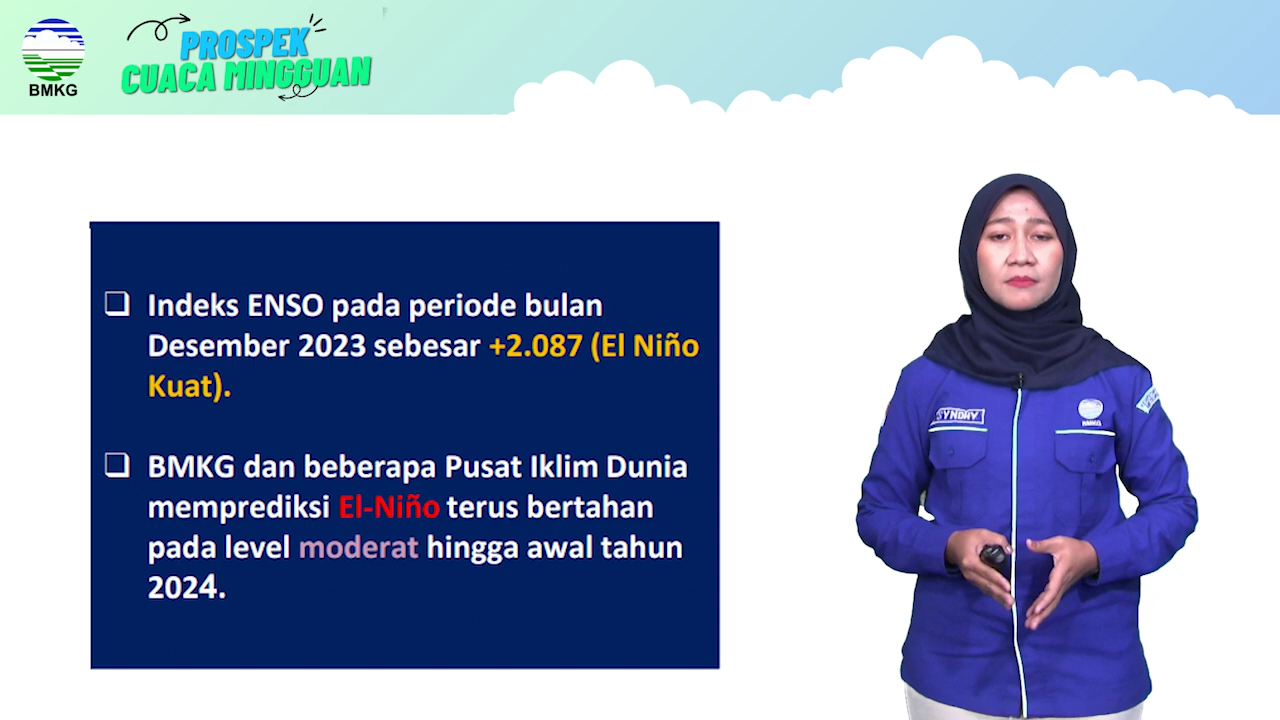 PROSPEK
CUACA MINGGUAN
BMKG
❑ Indeks ENSO pada periode bulan
Desember 2023 sebesar +2.087 (El Niño
Kuat).
❑ BMKG dan beberapa Pusat Iklim Dunia
memprediksi El-Niño terus bertahan
pada level moderat hingga awal tahun
2024.
SYNDAY
BMKG